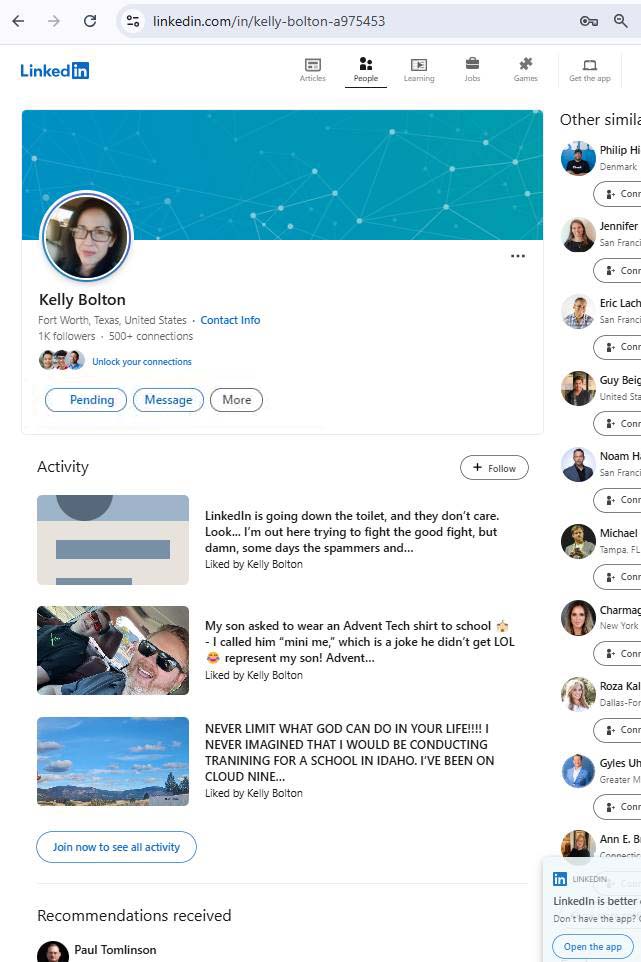 linkedin.com/in/kelly-bolton-a975453
Linked in
Articles
People
Learning
Jobs
Games
Get the app
Kelly Bolton
Fort Worth, Texas, United States · Contact Info
1K followers · 500+ connections
Unlock your connections
Pending
Message
More
Activity
+ Follow
LinkedIn is going down the toilet, and they don’t care.
Look... I’m out here trying to fight the good fight, but
damn, some days the spammers and...
Liked by Kelly Bolton
My son asked to wear an Advent Tech shirt to school
- I called him “mini me,” which is a joke he didn’t get LOL
represent my son! Advent...
Liked by Kelly Bolton
NEVER LIMIT WHAT GOD CAN DO IN YOUR LIFE!!!! I
NEVER IMAGINED THAT I WOULD BE CONDUCTING
TRANINING FOR A SCHOOL IN IDAHO. I’VE BEEN ON
CLOUD NINE...
Liked by Kelly Bolton
Join now to see all activity
Recommendations received
Paul Tomlinson
Other simila
Philip Hi
Denmark
Conn
Jennifer
San Franci
Conn
Eric Lach
San Franci
Conn
Guy Beig
United Sta
Conn
Noam Ha
San Franci
Conn
Michael
Tampa, FL
Conn
Charmag
New York
Conn
Roza Kal
Dallas-For
Conn
Gyles Uh
Greater M
Conn
Ann E. Br
Connectic
in LINKEDIN
LinkedIn is better
Don't have the app?
Open the app